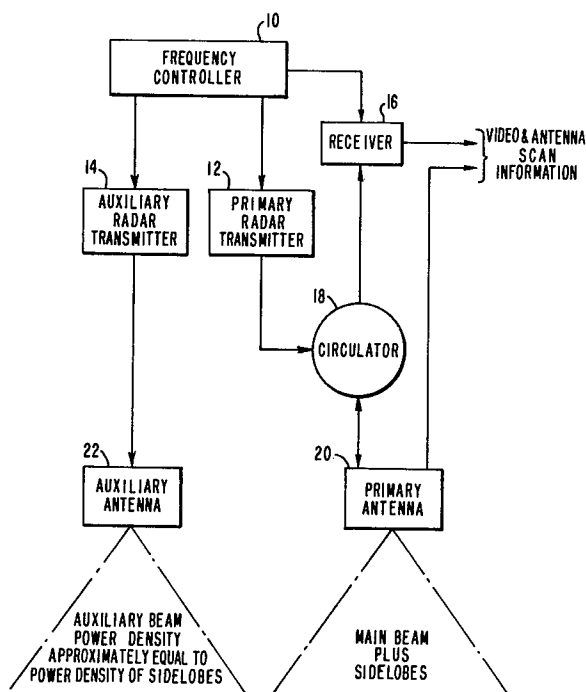 10
FREQUENCY
CONTROLLER
16
RECEIVER
VIDEO & ANTENNA
SCAN
INFORMATION
14
AUXILIARY
RADAR
TRANSMITTER
12
PRIMARY
RADAR
TRANSMITTER
18
CIRCULATOR
22
AUXILIARY
ANTENNA
20
PRIMARY
ANTENNA
AUXILIARY BEAM
POWER DENSITY
APPROXIMATELY EQUAL TO
POWER DENSITY OF SIDELOBES
MAIN BEAM
PLUS
SIDELOBES